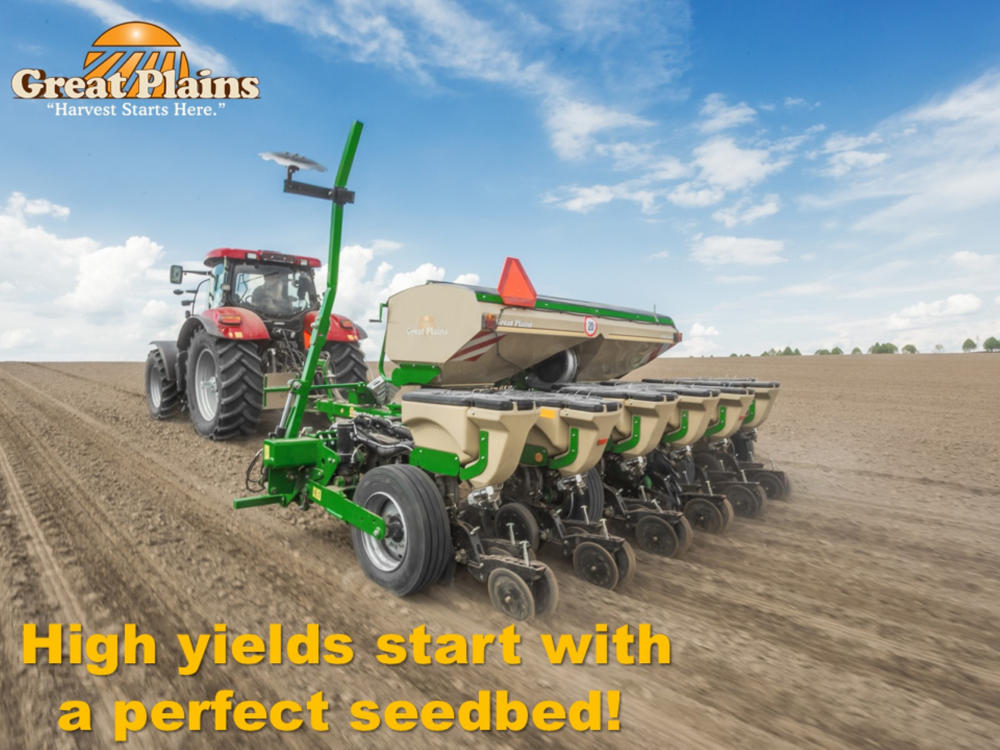 Great Plains
“Harvest Starts Here.”
Great Plains
Great Plains
20
High yields start with
a perfect seedbed!